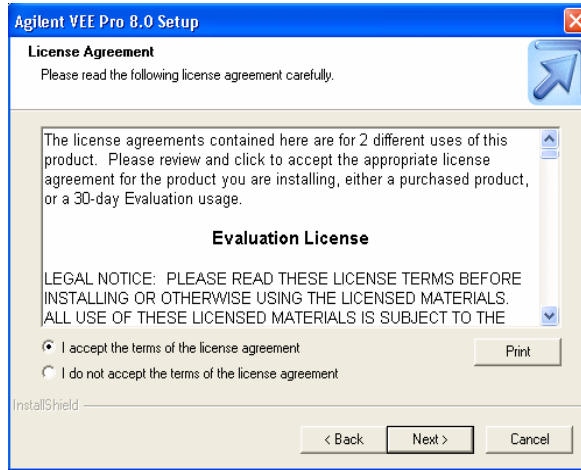 Agilent VEE Pro 8.0 Setup
License Agreement
Please read the following license agreement carefully.
The license agreements contained here are for 2 different uses of this
product.  Please review and click to accept the appropriate license
agreement for the product you are installing, either a purchased product,
or a 30-day Evaluation usage.
Evaluation License
LEGAL NOTICE:  PLEASE READ THESE LICENSE TERMS BEFORE
INSTALLING OR OTHERWISE USING THE LICENSED MATERIALS.
ALL USE OF THESE LICENSED MATERIALS IS SUBJECT TO THE
I accept the terms of the license agreement
Print
I do not accept the terms of the license agreement
InstallShield
< Back
Next >
Cancel